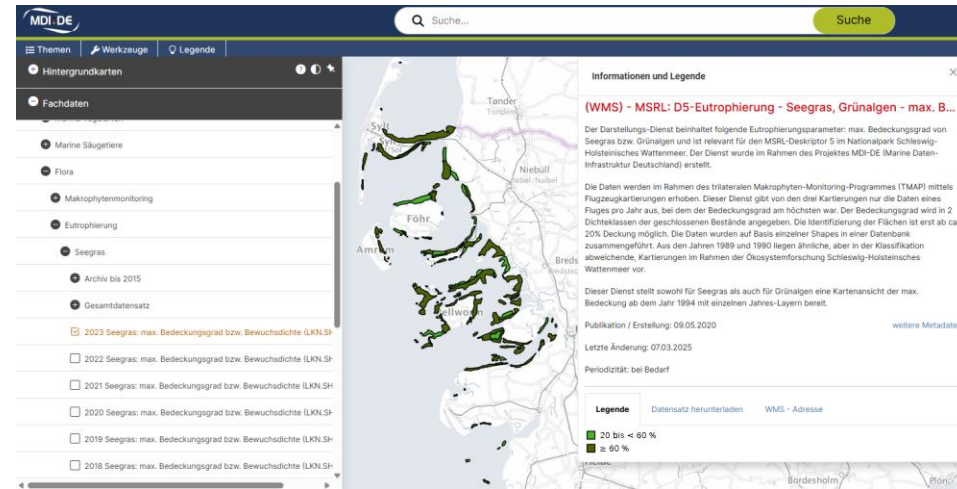 MDI-DE
Suche...
Suche
Themen
Werkzeuge
Legende
Hintergrundkarten
Fachdaten
Marine Säugetiere
Flora
Makrophytenmonitoring
Eutrophierung
Seegras
Archiv bis 2015
Gesamtdatensatz
2023 Seegras: max. Bedeckungsgrad bzw. Bewuchsdichte (LKN.SH
2022 Seegras: max. Bedeckungsgrad bzw. Bewuchsdichte (LKN.SH
2021 Seegras: max. Bedeckungsgrad bzw. Bewuchsdichte (LKN.SH
2020 Seegras: max. Bedeckungsgrad bzw. Bewuchsdichte (LKN.SH
2019 Seegras: max. Bedeckungsgrad bzw. Bewuchsdichte (LKN.SH
2018 Seegras: max. Bedeckungsgrad bzw. Bewuchsdichte (LKN.SH
Tønder
Sylt
Niebüll
Föhr
Amrum
Breds
ellworm
Bordesholm
Informationen und Legende
(WMS) - MSRL: D5-Eutrophierung - Seegras, Grünalgen - max. B...
Der Darstellungs-Dienst beinhaltet folgende Eutrophierungsparameter: max. Bedeckungsgrad von
Seegras bzw. Grünalgen und ist relevant für den MSRL-Deskriptor 5 im Nationalpark Schleswig-
Holsteinisches Wattenmeer. Der Dienst wurde im Rahmen des Projektes MDI-DE (Marine Daten-
Infrastruktur Deutschland) erstellt.
Die Daten werden im Rahmen des trilateralen Makrophyten-Monitoring-Programmes (TMAP) mittels
Flugzeugkartierungen erhoben. Dieser Dienst gibt von den drei Kartierungen nur die Daten eines
Fluges pro Jahr aus, bei dem der Bedeckungsgrad am höchsten war. Der Bedeckungsgrad wird in 2
Dichteklassen der geschlossenen Bestände angegeben. Die Identifizierung der Flächen ist erst ab ca
20% Deckung möglich. Die Daten wurden auf Basis einzelner Shapes in einer Datenbank
zusammengeführt. Aus den Jahren 1989 und 1990 liegen ähnliche, aber in der Klassifikation
abweichende, Kartierungen im Rahmen der Ökosystemforschung Schleswig-Holsteinisches
Wattenmeer vor.
Dieser Dienst stellt sowohl für Seegras als auch für Grünalgen eine Kartenansicht der max.
Bedeckung ab dem Jahr 1994 mit einzelnen Jahres-Layern bereit.
Publikation / Erstellung: 09.05.2020
weitere Metadate
Letzte Änderung: 07.03.2025
Periodizität: bei Bedarf
Legende
Datensatz herunterladen
WMS - Adresse
20 bis < 60 %
≥ 60 %